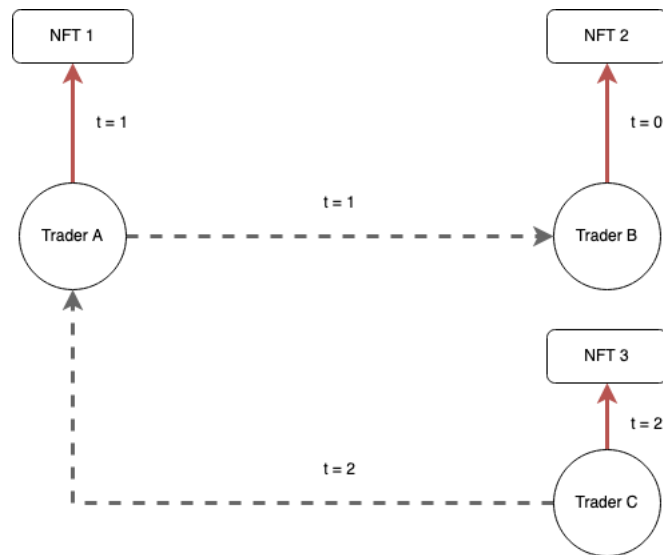 NFT 1
NFT 2
t = 1
t = 0
t = 1
Trader A
Trader B
NFT 3
t = 2
t = 2
Trader C